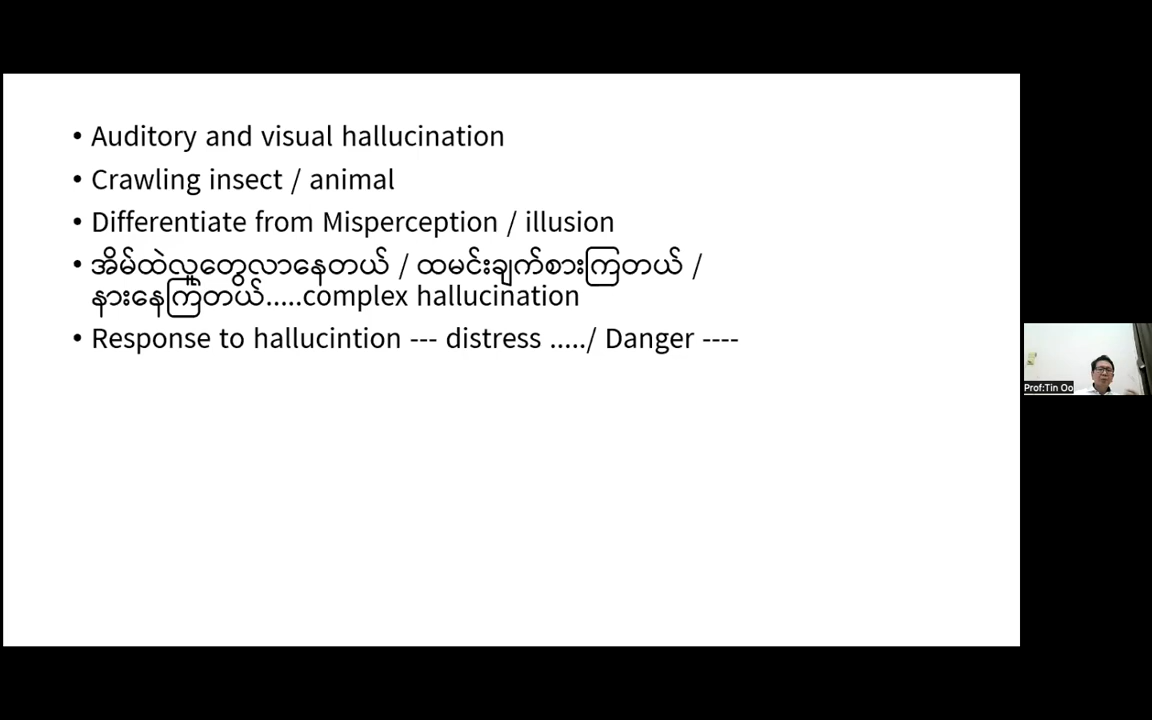 • Auditory and visual hallucination
• Crawling insect / animal
• Differentiate from Misperception / illusion
• အိမ်ထဲလူတွေလာနေတယ် / ထမင်းချက်စားကြတယ် /
နားနေကြတယ်.....complex hallucination
• Response to hallucintion --- distress ...../ Danger ----
Prof:Tin Oo